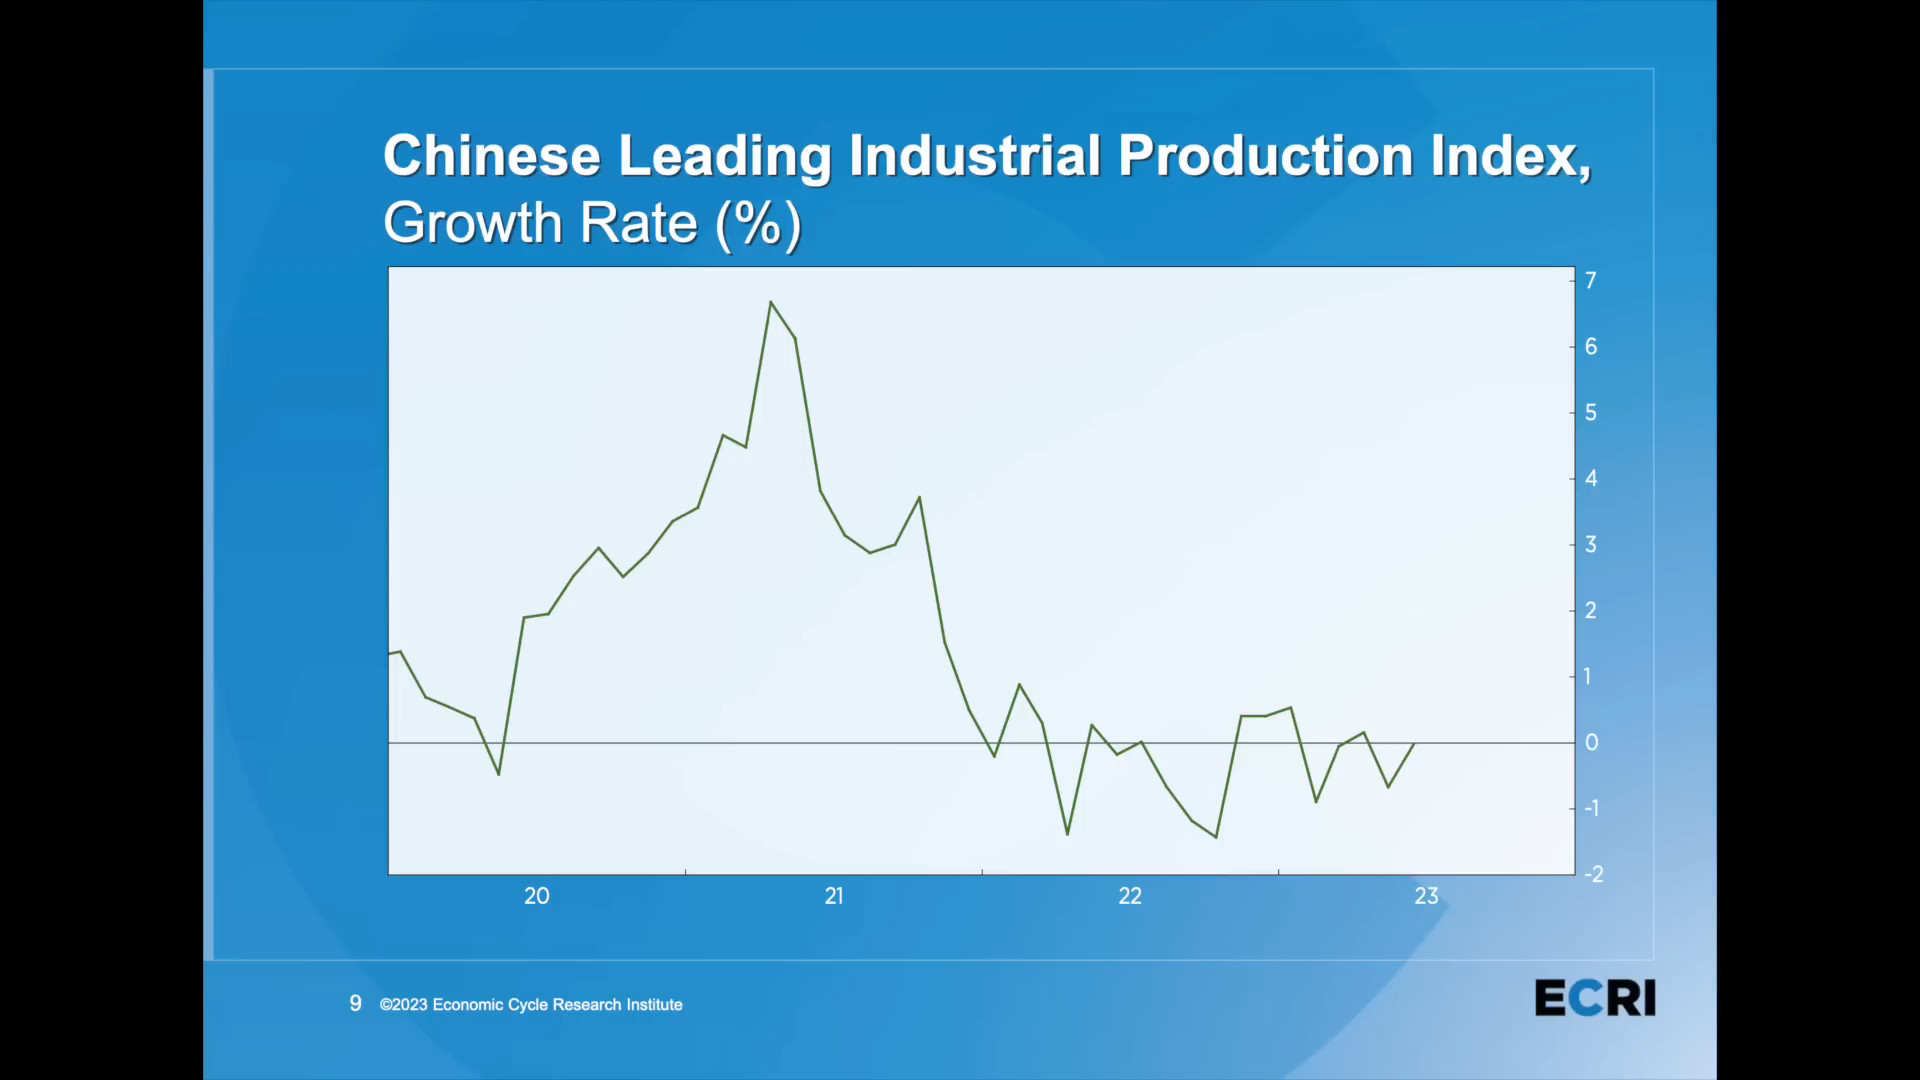 Chinese Leading Industrial Production Index,
Growth Rate (%)
7
6
5
4
3
2
1
0
-1
-2
20 21 22 23
9 ©2023 Economic Cycle Research Institute
ECRI